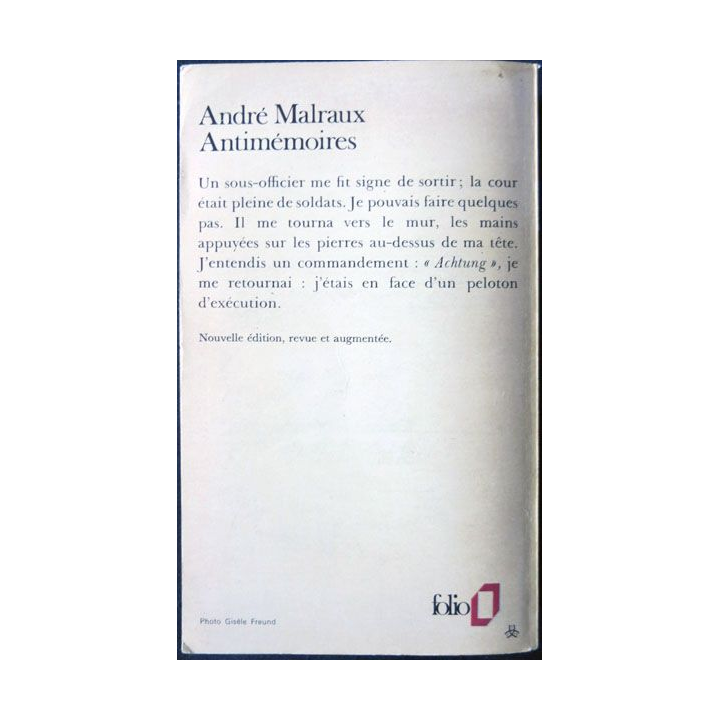 André Malraux
Antimémoires
Un sous-officier me fit signe de sortir ; la cour
était pleine de soldats. Je pouvais faire quelques
pas. Il me tourna vers le mur, les mains
appuyées sur les pierres au-dessus de ma tête.
J'entendis un commandement : « Achtung », je
me retournai : j'étais en face d'un peloton
d'exécution.
Nouvelle édition, revue et augmentée.
folio
Photo Gisèle Freund